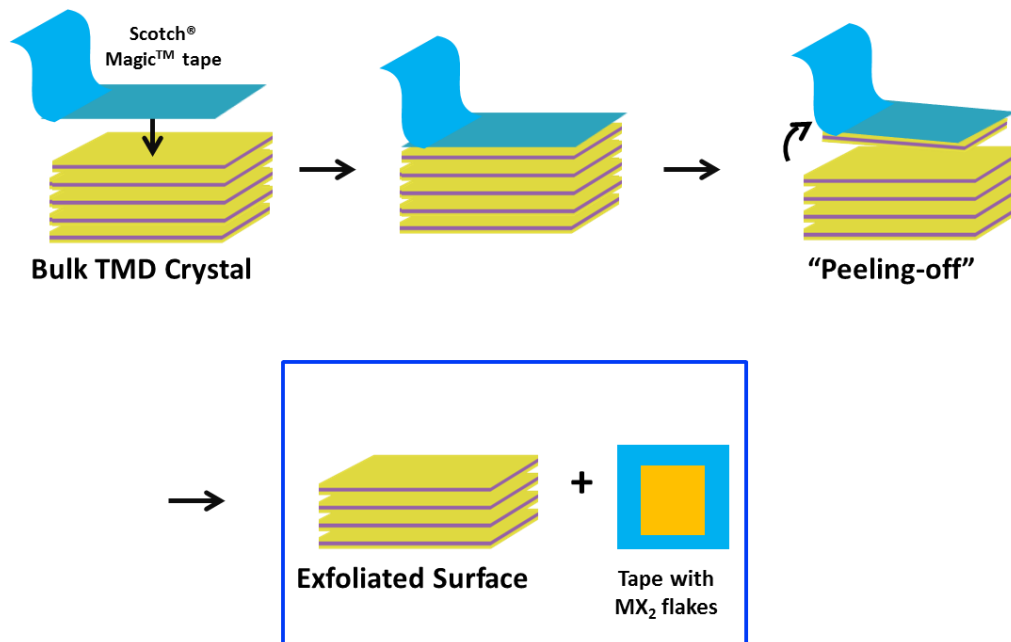 Scotch®
Magic™ tape
Bulk TMD Crystal
“Peeling-off”
+
Exfoliated Surface
Tape with
MX₂ flakes